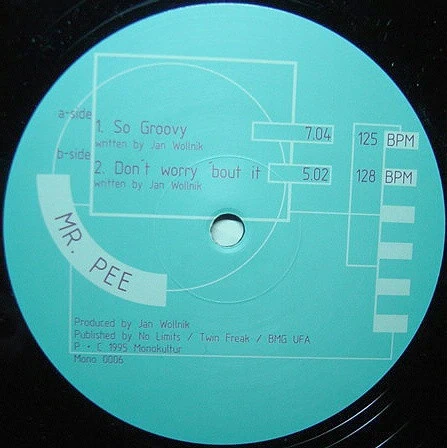 a-side
1. So Groovy 7.04 125 BPM
written by Jan Wollnik
b-side
2. Don´t worry ´bout it 5.02 128 BPM
written by Jan Wollnik
MR. PEE
Produced by Jan Wollnik
Published by No Limits / Twin Freak / BMG UFA
P + C 1995 Monokultur
Mono 0006